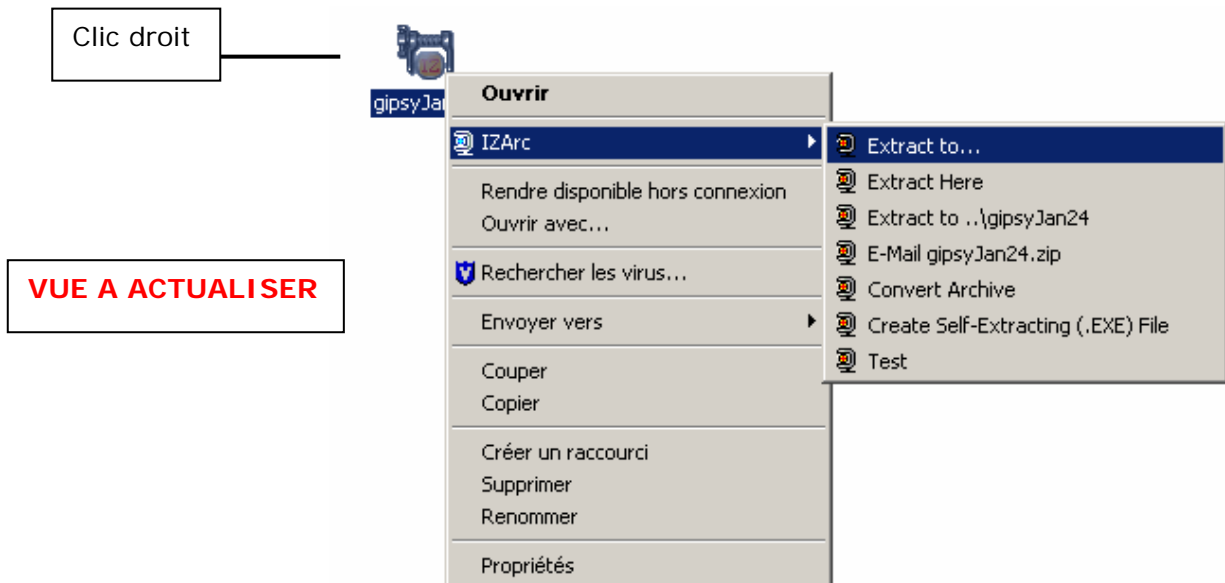 Clic droit
gipsyJan
VUE A ACTUALISER
Ouvrir
IZArc
Rendre disponible hors connexion
Ouvrir avec...
Rechercher les virus...
Envoyer vers
Couper
Copier
Créer un raccourci
Supprimer
Renommer
Propriétés
Extract to...
Extract Here
Extract to ..\gipsyJan24
E-Mail gipsyJan24.zip
Convert Archive
Create Self-Extracting (.EXE) File
Test